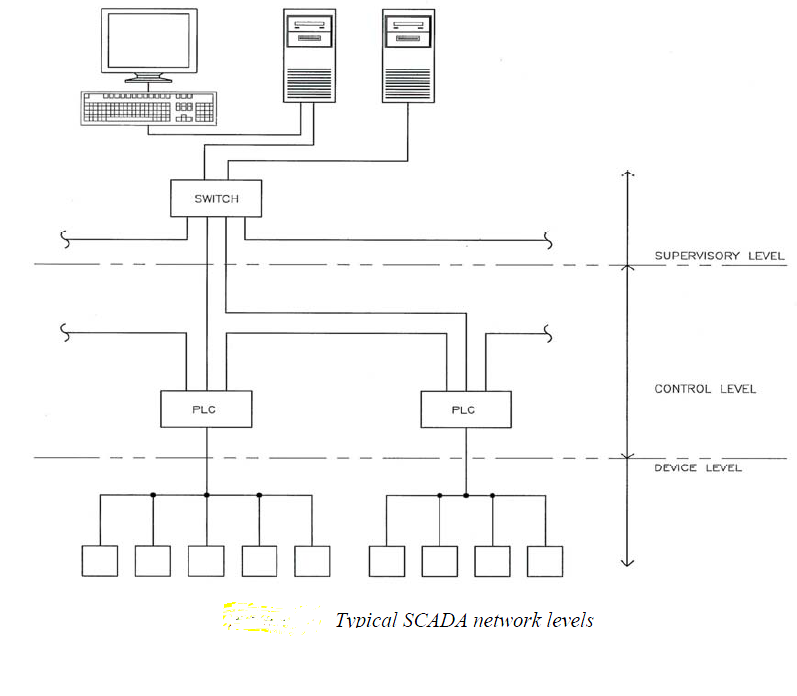 SWITCH
SUPERVISORY LEVEL
CONTROL LEVEL
PLC
PLC
DEVICE LEVEL
Typical SCADA network levels